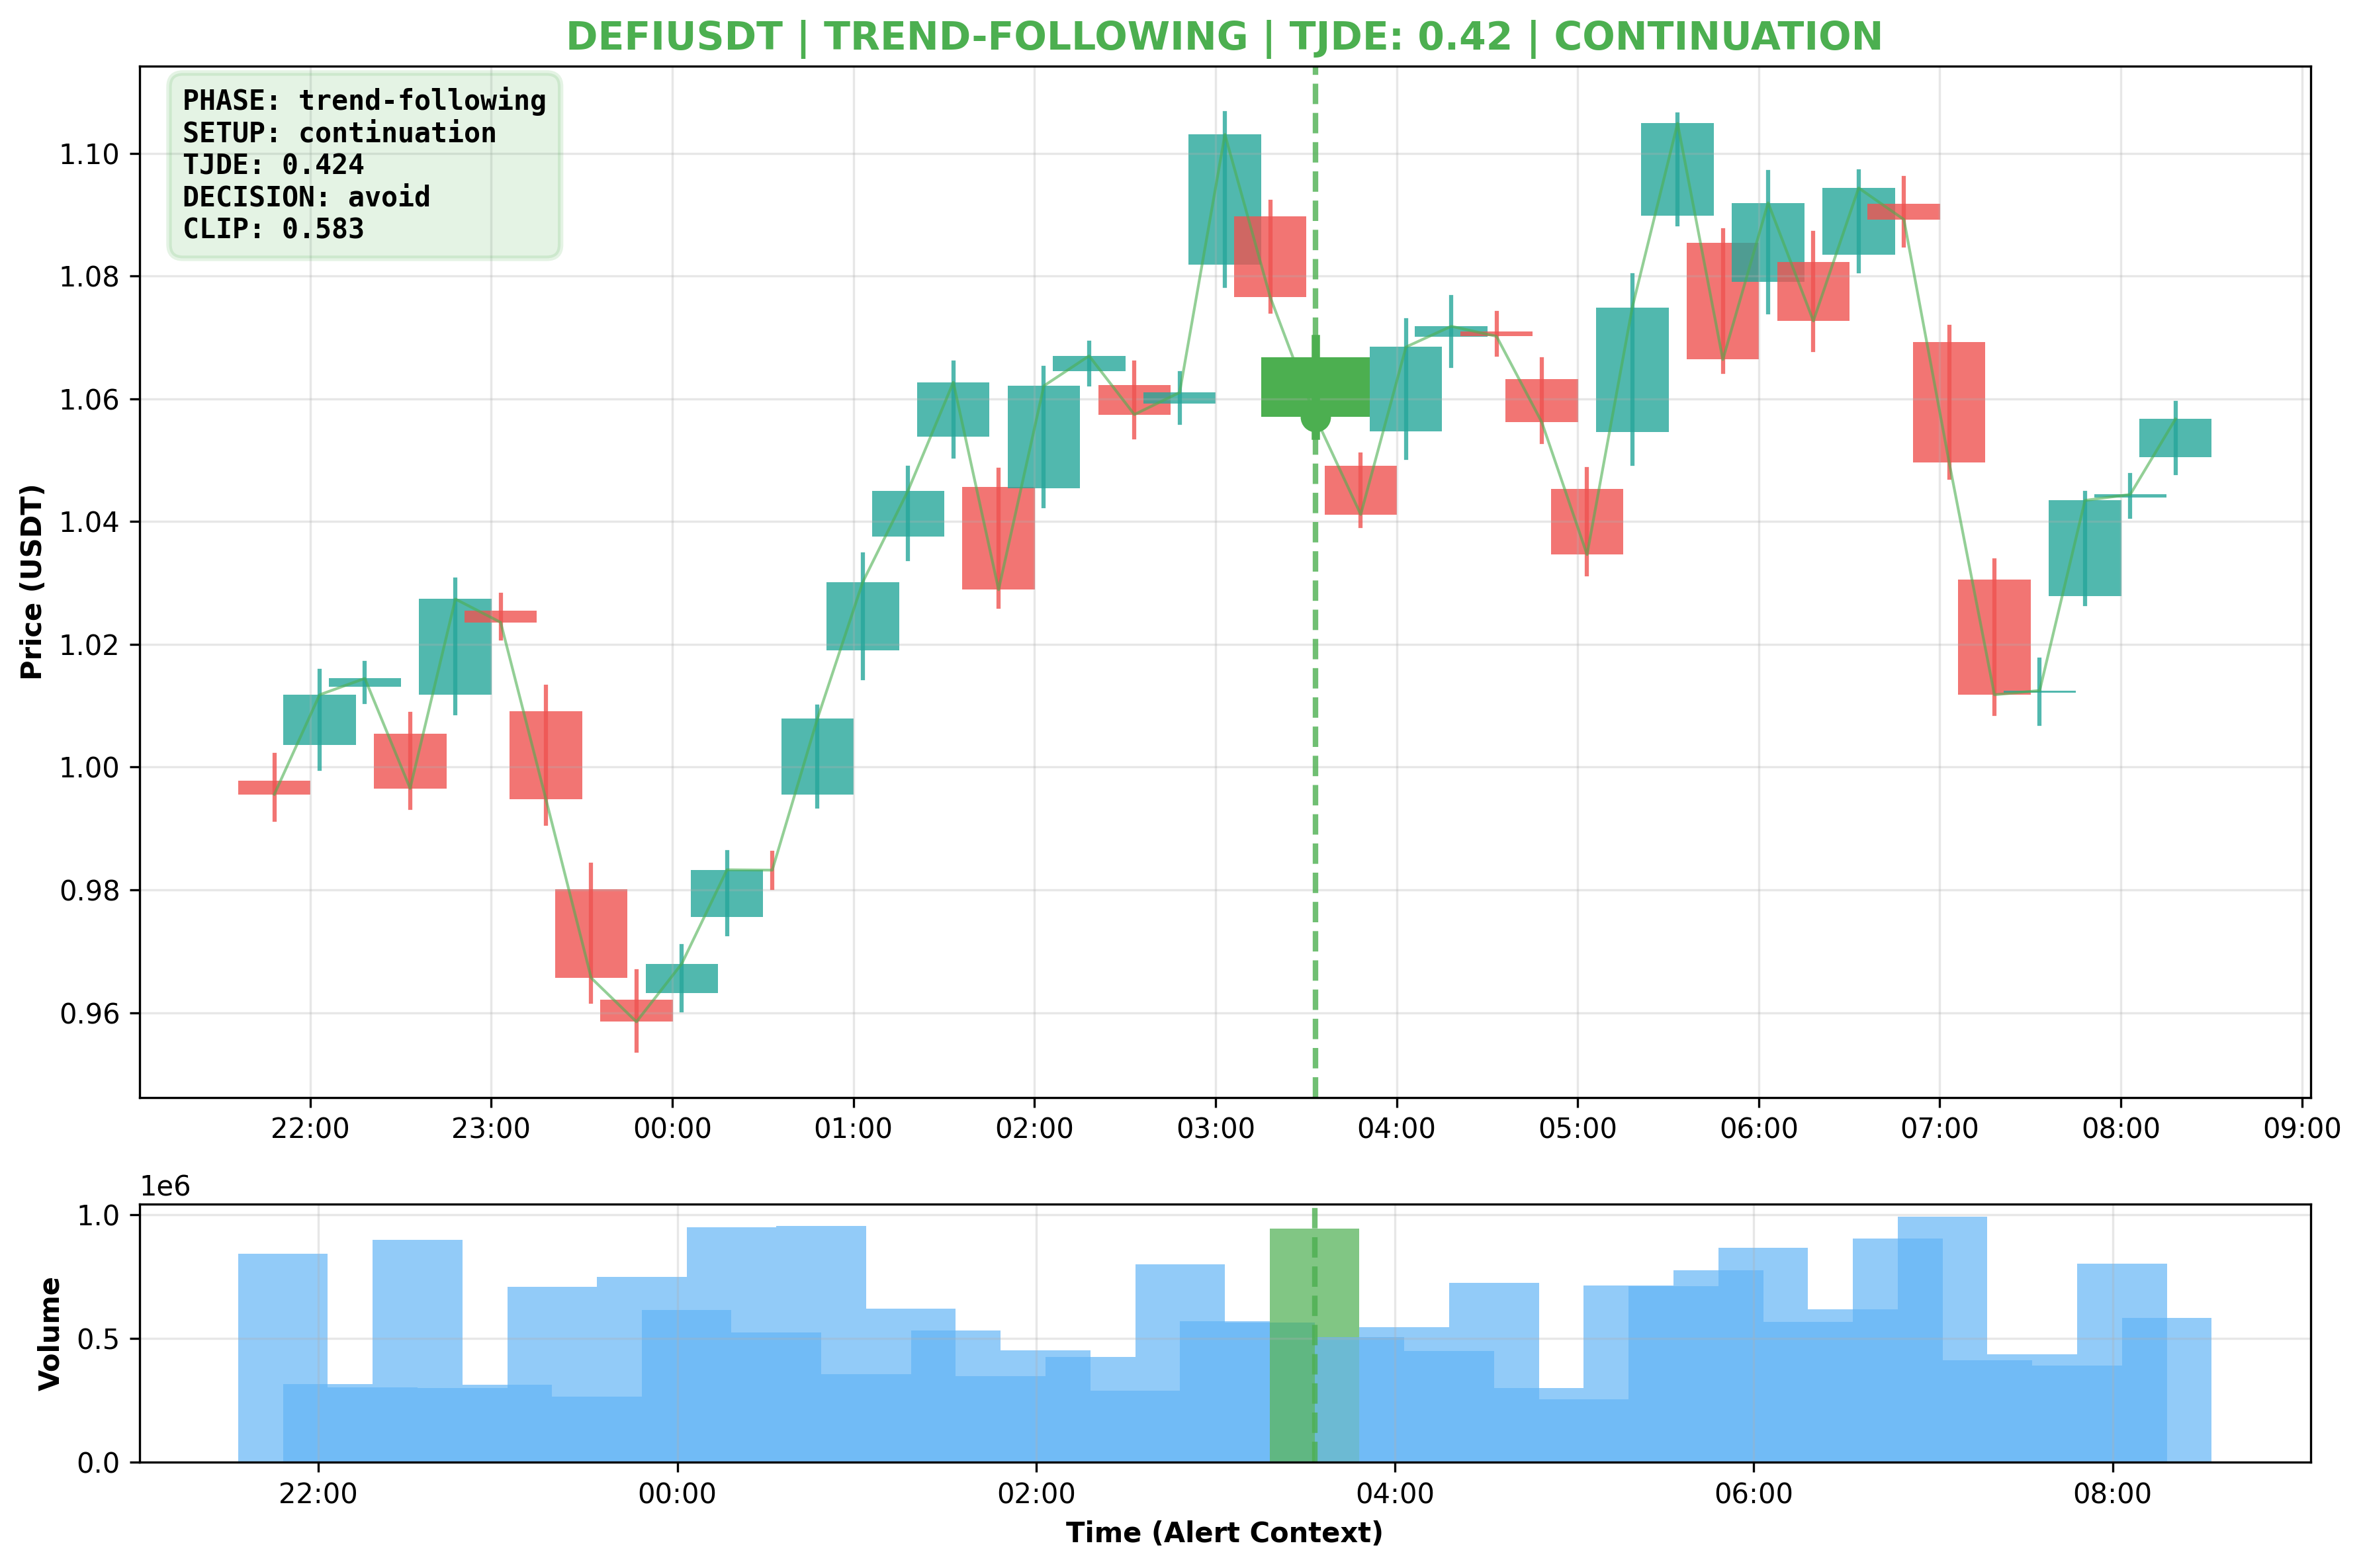 DEFIUSDT | TREND-FOLLOWING | TJDE: 0.42 | CONTINUATION
PHASE: trend-following
SETUP: continuation
TJDE: 0.424
DECISION: avoid
CLIP: 0.583
Price (USDT)
1.10
1.08
1.06
1.04
1.02
1.00
0.98
0.96
22:00 23:00 00:00 01:00 02:00 03:00 04:00 05:00 06:00 07:00 08:00 09:00
1e6
Volume
1.0
0.5
0.0
22:00 00:00 02:00 04:00 06:00 08:00
Time (Alert Context)